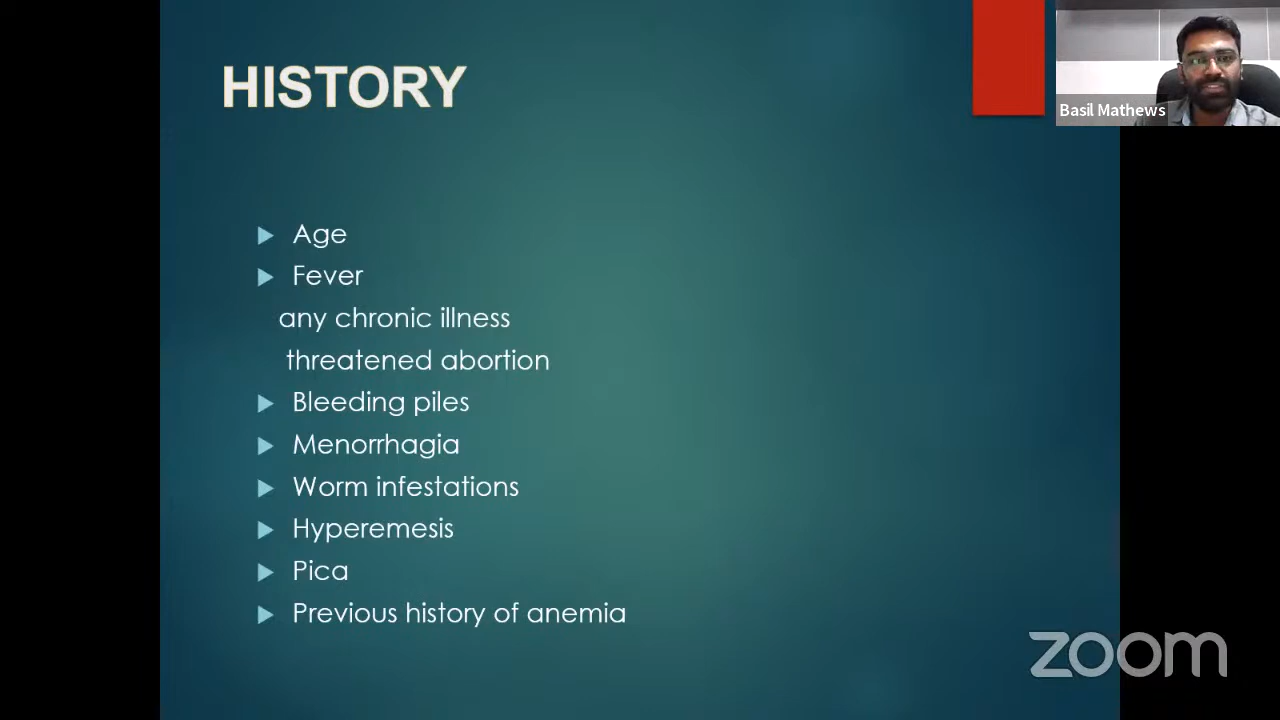 HISTORY
Basil Mathews
Age
Fever
any chronic illness
threatened abortion
Bleeding piles
Menorrhagia
Worm infestations
Hyperemesis
Pica
Previous history of anemia
zoom